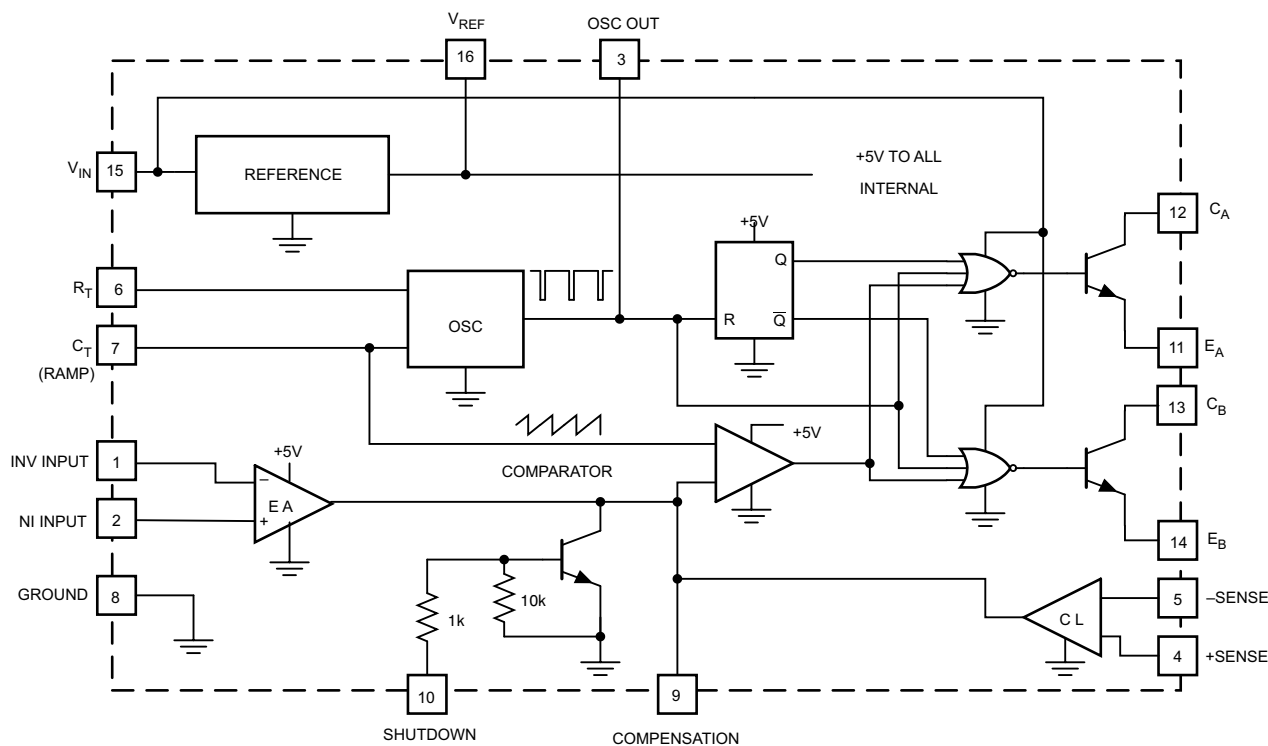 VREF
OSC OUT
16
3
VIN
15
REFERENCE
+5V TO ALL
INTERNAL
12
CA
+5V
RT
6
OSC
Q
R
Q̅
CT
7
(RAMP)
11
EA
13
CB
COMPARATOR
+5V
INV INPUT
1
+5V
–
E A
+
NI INPUT
2
14
EB
GROUND
8
1k
10k
C L
5
–SENSE
4
+SENSE
10
SHUTDOWN
9
COMPENSATION